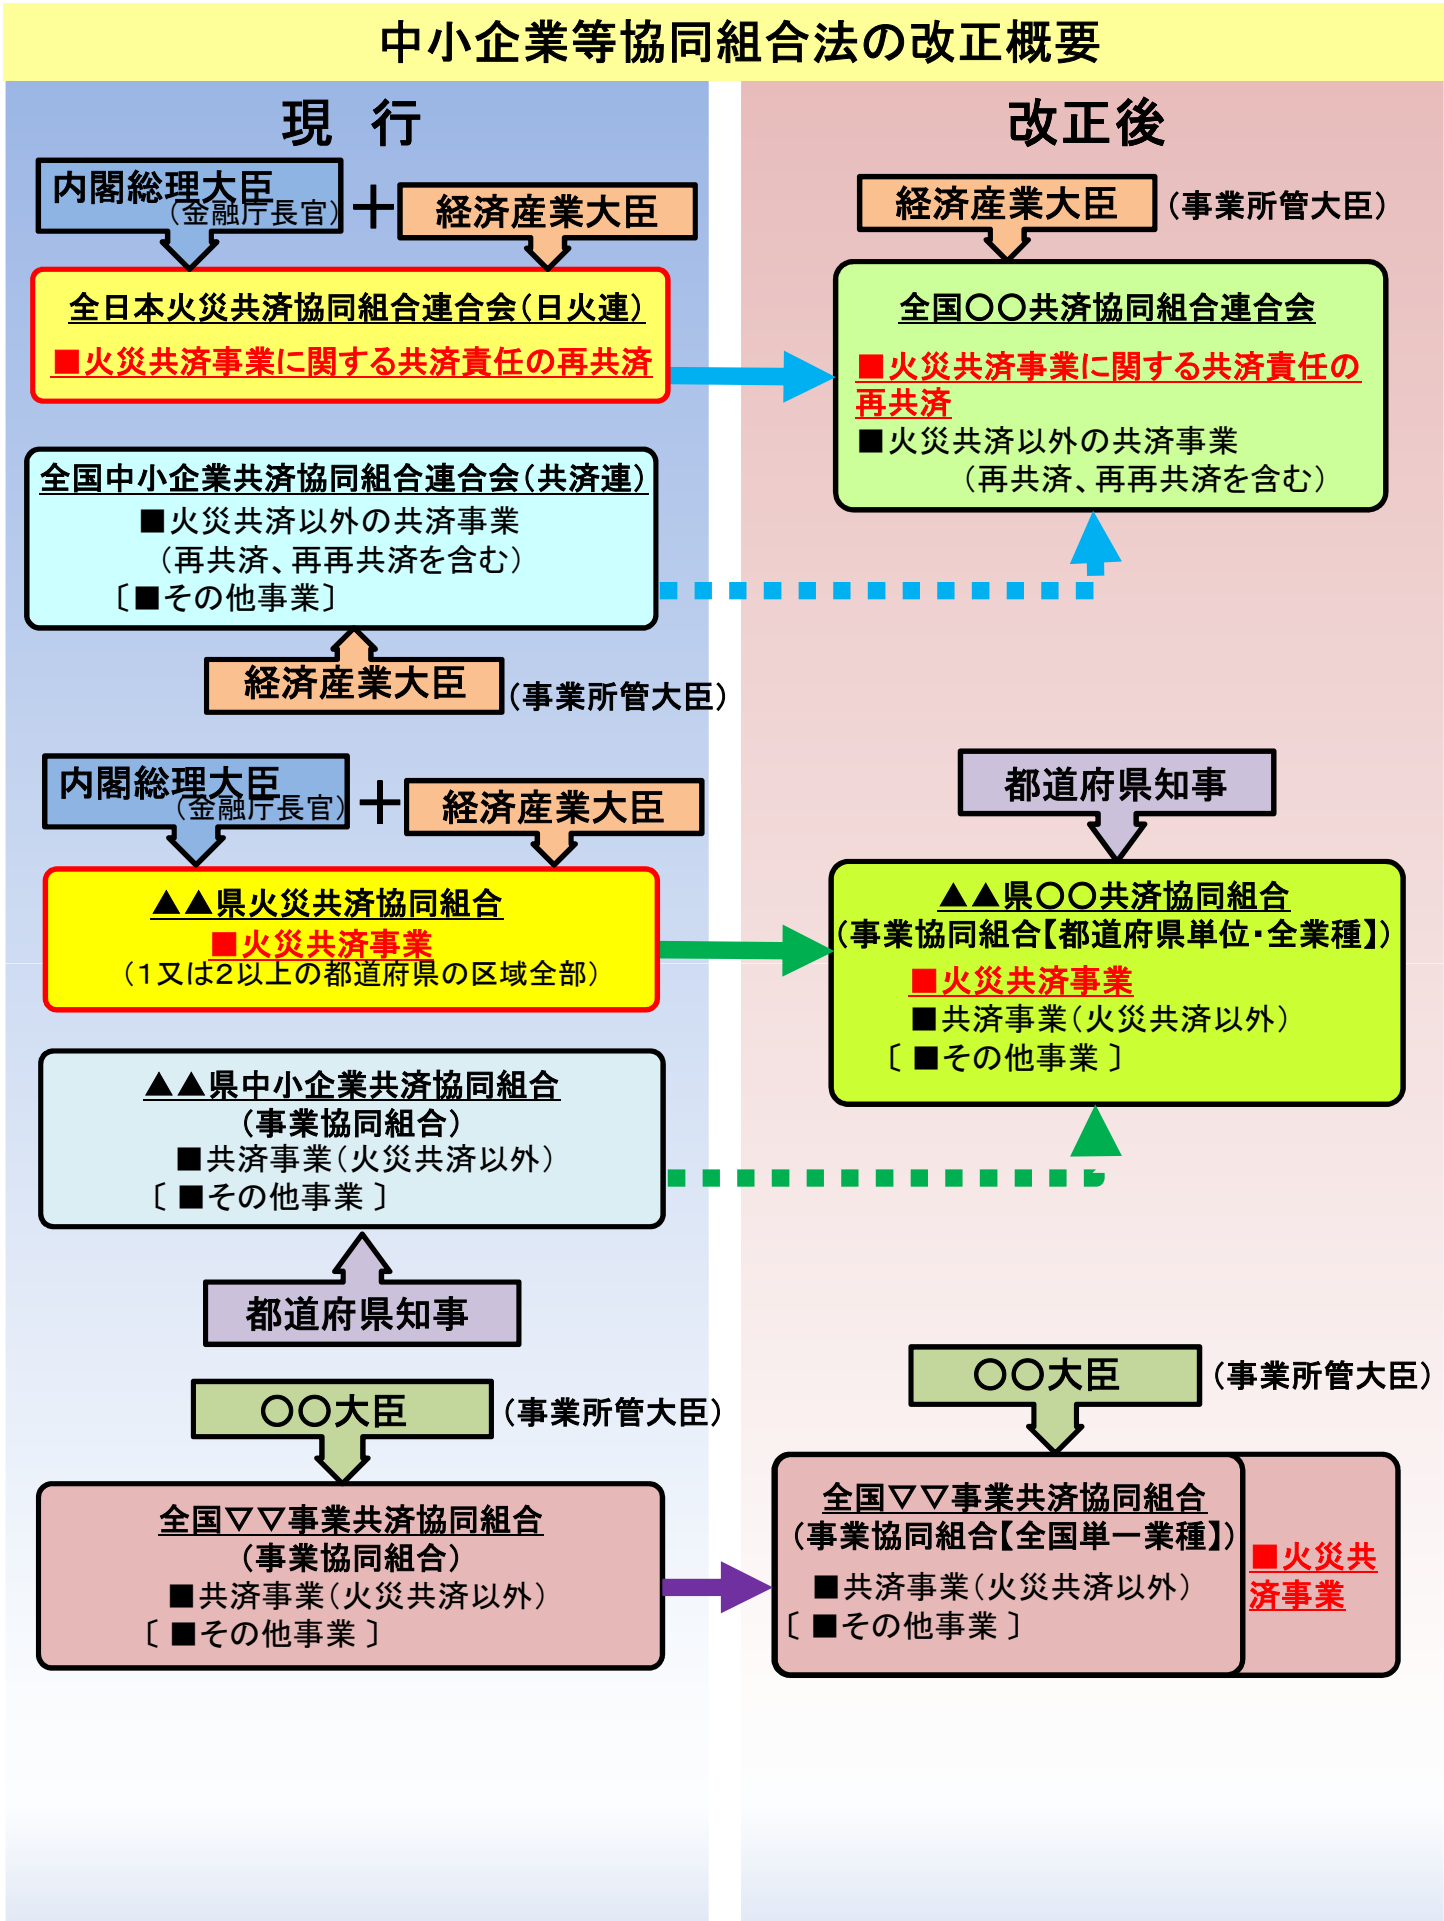 中小企業等協同組合法の改正概要
現　行
内閣総理大臣
（金融庁長官）
＋
経済産業大臣
全日本火災共済協同組合連合会（日火連）
■火災共済事業に関する共済責任の再共済
全国中小企業共済協同組合連合会（共済連）
■火災共済以外の共済事業
（再共済、再再共済を含む）
〔■その他事業〕
経済産業大臣
（事業所管大臣）
内閣総理大臣
（金融庁長官）
＋
経済産業大臣
▲▲県火災共済協同組合
■火災共済事業
（１又は２以上の都道府県の区域全部）
▲▲県中小企業共済協同組合
（事業協同組合）
■共済事業（火災共済以外）
〔 ■その他事業 〕
都道府県知事
〇〇大臣
（事業所管大臣）
全国▽▽事業共済協同組合
（事業協同組合）
■共済事業（火災共済以外）
〔 ■その他事業 〕
改正後
経済産業大臣
（事業所管大臣）
全国〇〇共済協同組合連合会
■火災共済事業に関する共済責任の
再共済
■火災共済以外の共済事業
（再共済、再再共済を含む）
都道府県知事
▲▲県〇〇共済協同組合
（事業協同組合【都道府県単位・全業種】）
■火災共済事業
■共済事業（火災共済以外）
〔 ■その他事業 〕
〇〇大臣
（事業所管大臣）
全国▽▽事業共済協同組合
（事業協同組合【全国単一業種】）
■共済事業（火災共済以外）
〔 ■その他事業 〕
■火災共
済事業